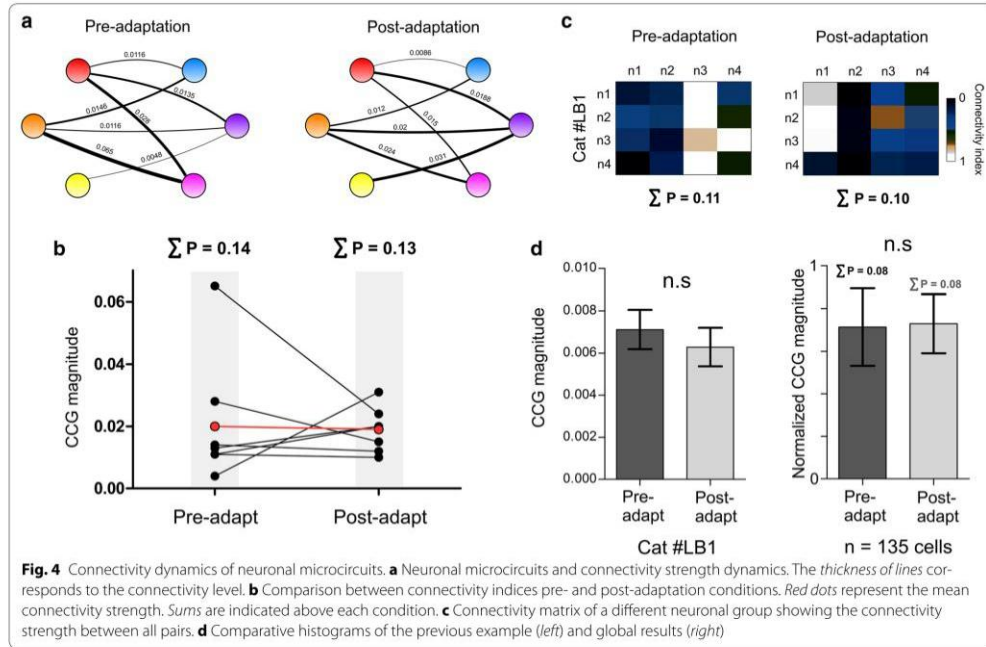 a
Pre-adaptation
Post-adaptation
0.0116
0.0135
0.0146
0.028
0.0116
0.065
0.0048
0.0086
0.0188
0.012
0.015
0.02
0.024
0.031
c
Pre-adaptation
Post-adaptation
n1 n2 n3 n4
n1 n2 n3 n4
Cat #LB1
n1
n2
n3
n4
0
1
Connectivity index
∑ P = 0.11
∑ P = 0.10
b
∑ P = 0.14
∑ P = 0.13
CCG magnitude
0.06
0.04
0.02
0.00
Pre-adapt
Post-adapt
d
CCG magnitude
0.010
0.008
0.006
0.004
0.002
0.000
n.s
Pre-
adapt
Post-
adapt
Cat #LB1
n.s
Normalized CCG magnitude
1
0
∑ P = 0.08
∑ P = 0.08
Pre-
adapt
Post-
adapt
n = 135 cells
Fig. 4 Connectivity dynamics of neuronal microcircuits. a Neuronal microcircuits and connectivity strength dynamics. The thickness of lines cor-
responds to the connectivity level. b Comparison between connectivity indices pre- and post-adaptation conditions. Red dots represent the mean
connectivity strength. Sums are indicated above each condition. c Connectivity matrix of a different neuronal group showing the connectivity
strength between all pairs. d Comparative histograms of the previous example (left) and global results (right)